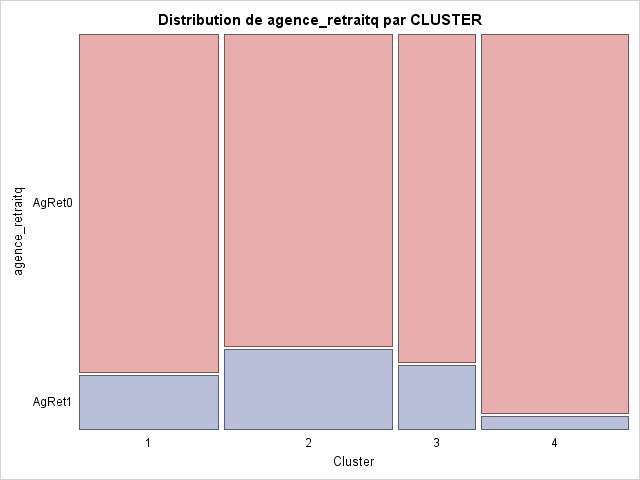 Distribution de agence_retraitq par CLUSTER
agence_retraitq
AgRet0
AgRet1
1 2 3 4
Cluster